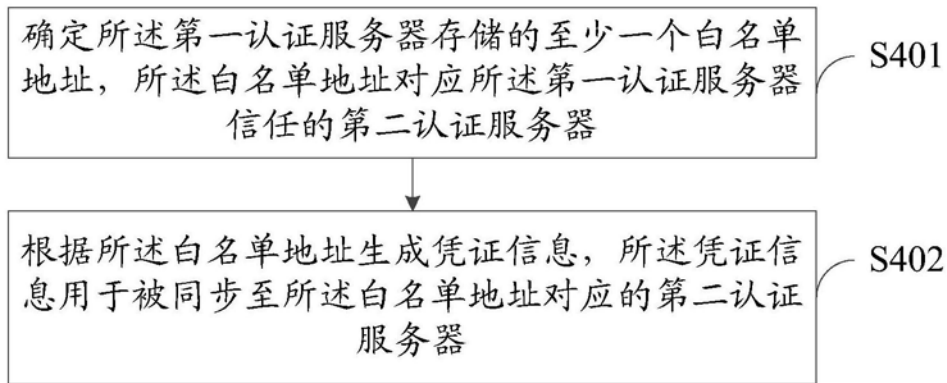 确定所述第一认证服务器存储的至少一个白名单
地址，所述白名单地址对应所述第一认证服务器
信任的第二认证服务器
S401
根据所述白名单地址生成凭证信息，所述凭证信
息用于被同步至所述白名单地址对应的第二认证
服务器
S402